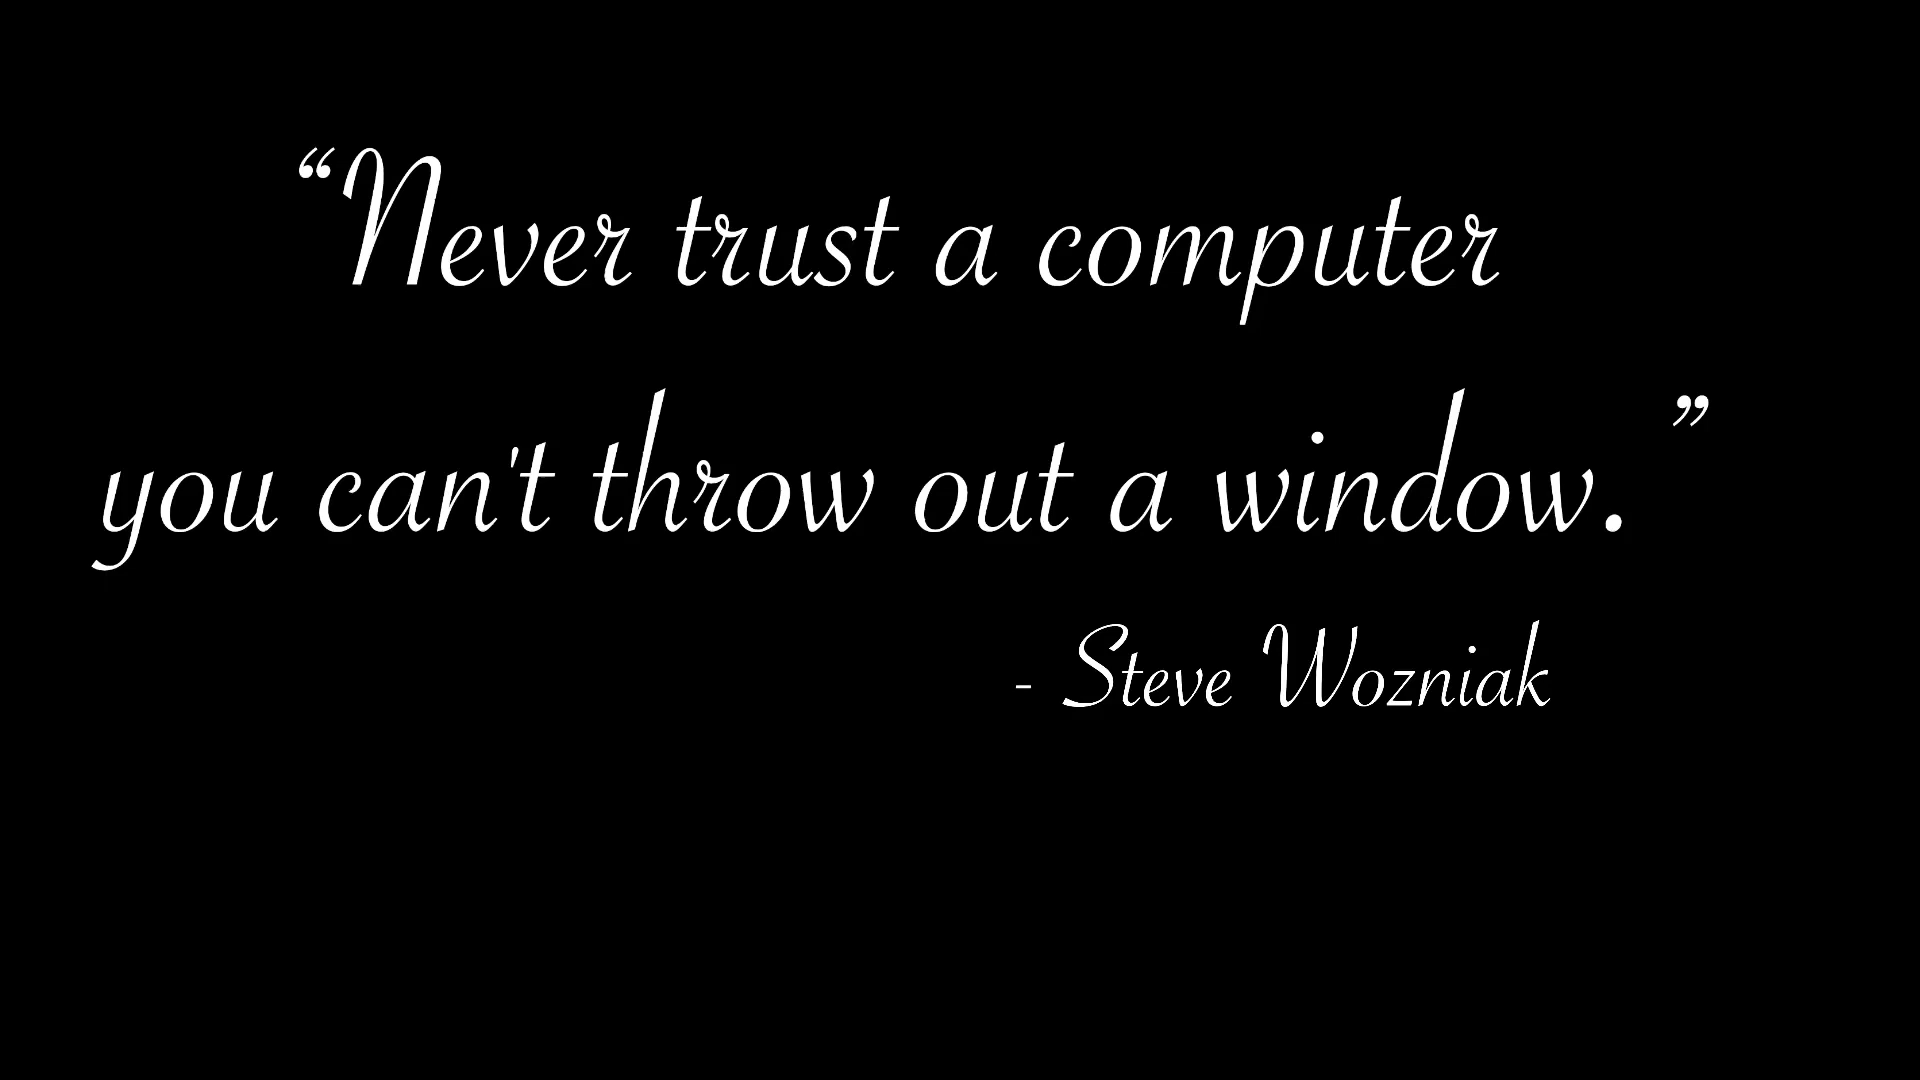 “Never trust a computer
you can't throw out a window.”
- Steve Wozniak